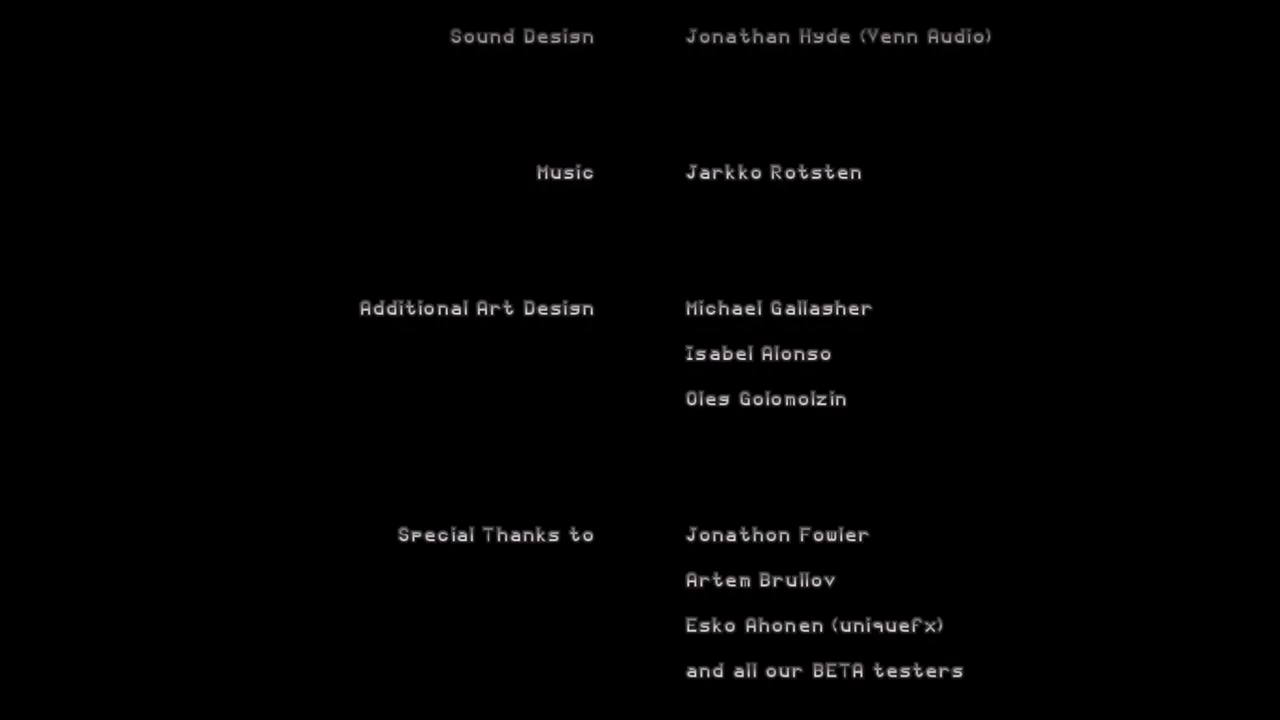 Sound Design Jonathan Hyde (Venn Audio)
Music Jarkko Rotsten
Additional Art Design Michael Gallagher
Isabel Alonso
Oleg Golomolzin
Special Thanks to Jonathon Fowler
Artem Brullov
Esko Ahonen (uniquefx)
and all our BETA testers